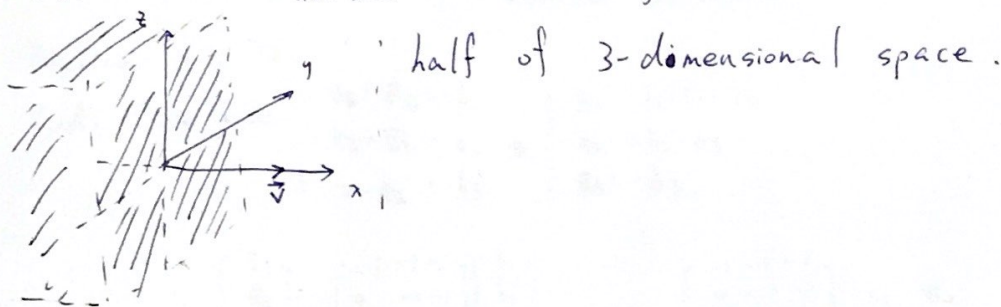 z
y
half of 3-dimensional space.
v
x